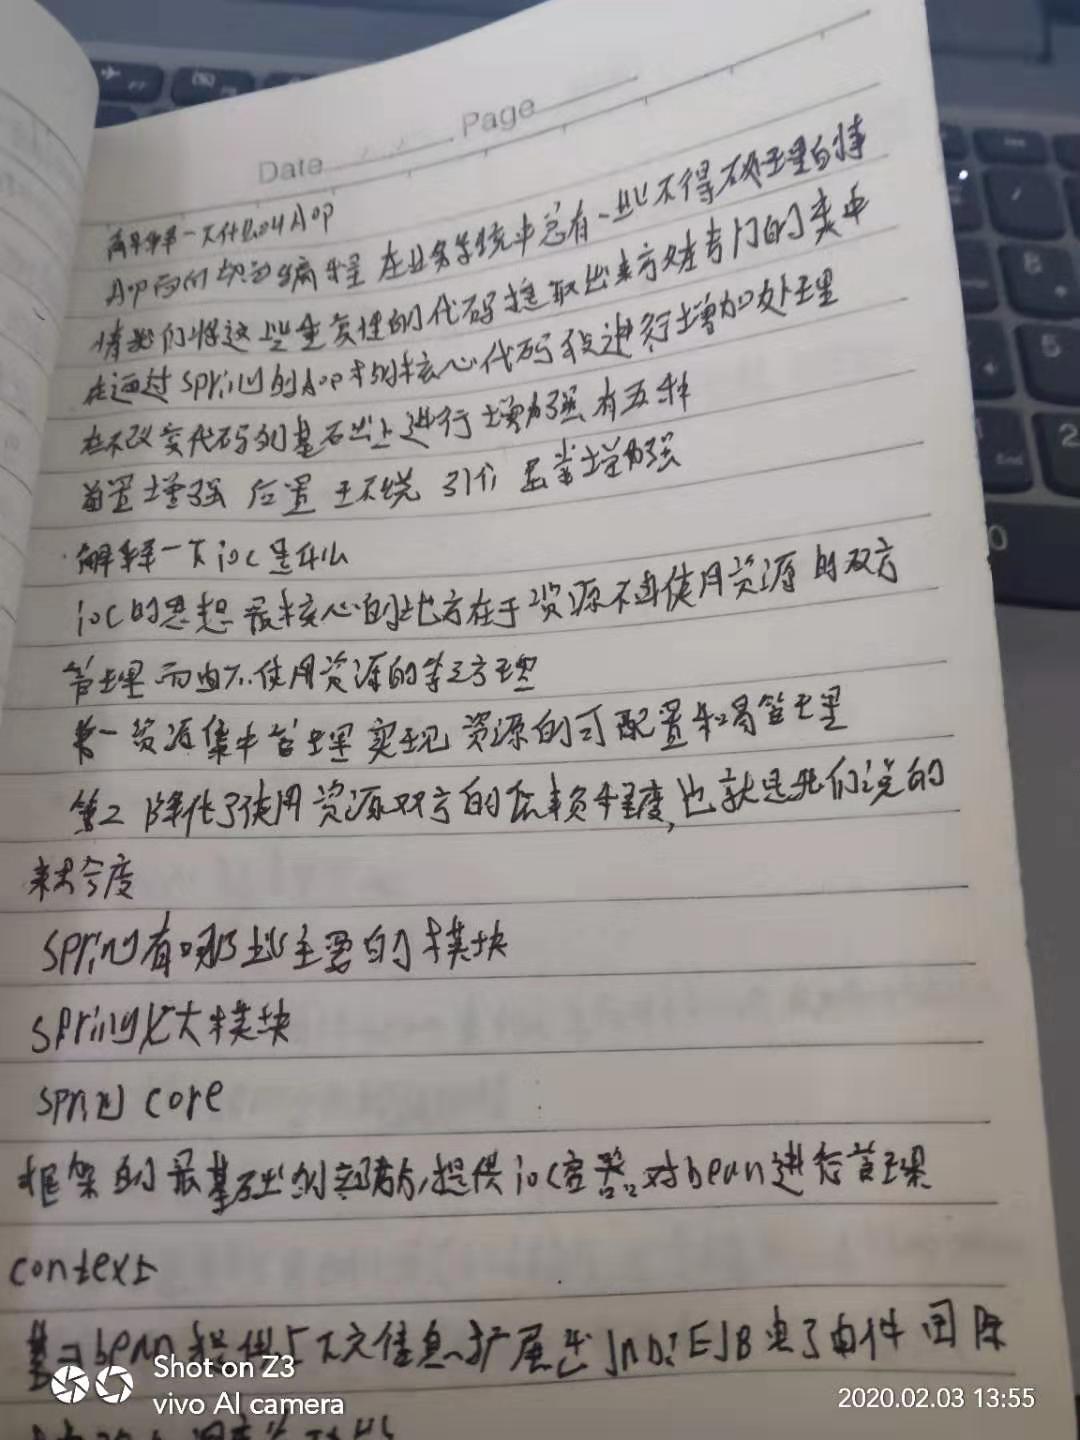 Date Page
解释一下什么叫Aop
Aop面向切面编程 在业务系统中总有一些不得不处理的事
情我们将这些重复性的代码提取出来放在专门的类中
在通过spring的Aop对核心代码段进行增加处理
在不改变代码的基础上进行增强有五种
前置增强 后置 环绕 引介 异常增强
解释一下ioc是什么
ioc的思想最核心的地方在于资源不由使用资源的双方
管理而由不使用资源的第三方理
第一资源集中管理实现资源的可配置和易管理
第二降低了使用资源双方的依赖程度,也就是我们说的
耦合度
spring有哪些主要的模块
spring七大模块
spring core
框架的最基础的部分,提供ioc容器对bean进行管理
context
基于bean提供上下文信息扩展出JNDI EJB电子邮件国际
Shot on Z3
vivo AI camera
2020.02.03 13:55